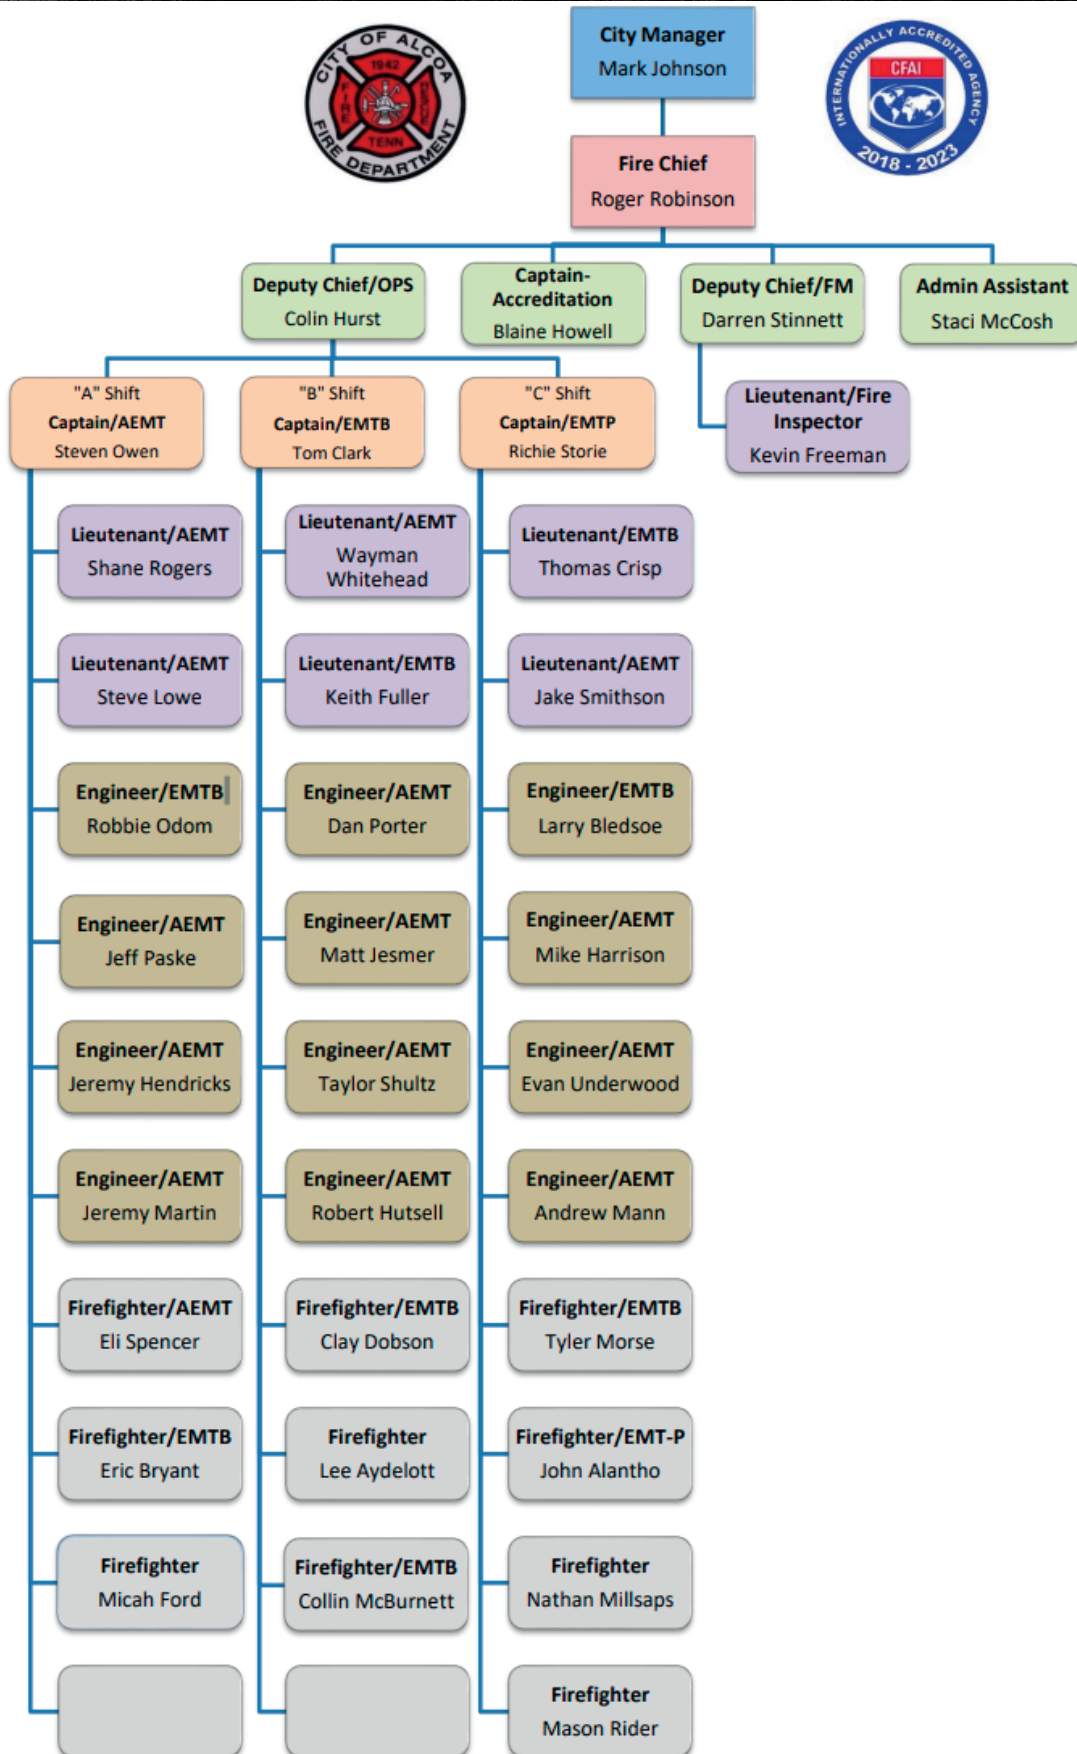 CITY OF ALCOA
1942
FIRE
RESCUE
TENN
FIRE DEPARTMENT
City Manager
Mark Johnson
INTERNATIONALLY ACCREDITED AGENCY
CFAI
2018 - 2023
Fire Chief
Roger Robinson
Deputy Chief/OPS
Colin Hurst
Captain-
Accreditation
Blaine Howell
Deputy Chief/FM
Darren Stinnett
Admin Assistant
Staci McCosh
"A" Shift
Captain/AEMT
Steven Owen
"B" Shift
Captain/EMTB
Tom Clark
"C" Shift
Captain/EMTP
Richie Storie
Lieutenant/Fire
Inspector
Kevin Freeman
Lieutenant/AEMT
Shane Rogers
Lieutenant/AEMT
Wayman
Whitehead
Lieutenant/EMTB
Thomas Crisp
Lieutenant/AEMT
Steve Lowe
Lieutenant/EMTB
Keith Fuller
Lieutenant/AEMT
Jake Smithson
Engineer/EMTB
Robbie Odom
Engineer/AEMT
Dan Porter
Engineer/EMTB
Larry Bledsoe
Engineer/AEMT
Jeff Paske
Engineer/AEMT
Matt Jesmer
Engineer/AEMT
Mike Harrison
Engineer/AEMT
Jeremy Hendricks
Engineer/AEMT
Taylor Shultz
Engineer/AEMT
Evan Underwood
Engineer/AEMT
Jeremy Martin
Engineer/AEMT
Robert Hutsell
Engineer/AEMT
Andrew Mann
Firefighter/AEMT
Eli Spencer
Firefighter/EMTB
Clay Dobson
Firefighter/EMTB
Tyler Morse
Firefighter/EMTB
Eric Bryant
Firefighter
Lee Aydelott
Firefighter/EMT-P
John Alantho
Firefighter
Micah Ford
Firefighter/EMTB
Collin McBurnett
Firefighter
Nathan Millsaps
Firefighter
Mason Rider